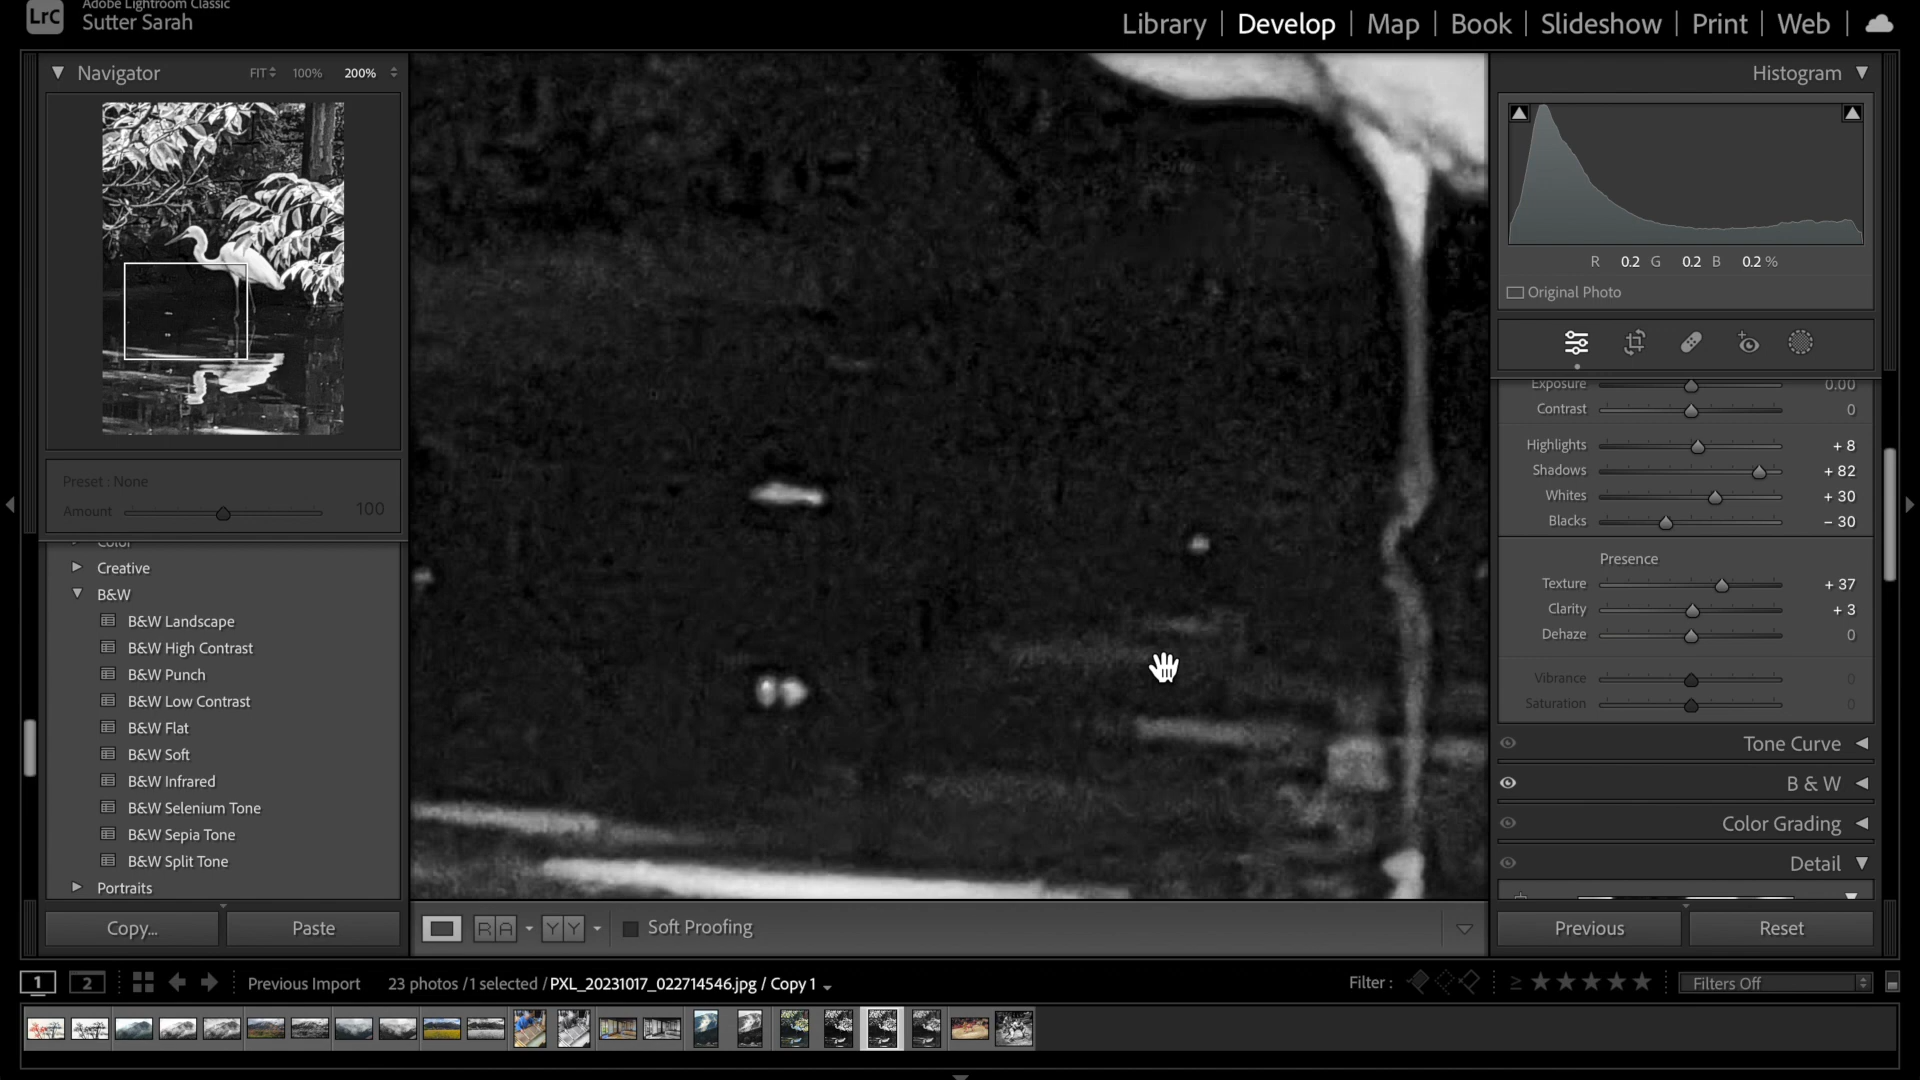 LrC
Adobe Lightroom Classic
Sutter Sarah
Library | Develop | Map | Book | Slideshow | Print | Web
Navigator FIT 100% 200%
Preset : None
Amount 100
Color
Creative
B&W
B&W Landscape
B&W High Contrast
B&W Punch
B&W Low Contrast
B&W Flat
B&W Soft
B&W Infrared
B&W Selenium Tone
B&W Sepia Tone
B&W Split Tone
Portraits
Copy... Paste
R A Y Y Soft Proofing
Histogram
R 0.2 G 0.2 B 0.2 %
Original Photo
Exposure 0.00
Contrast 0
Highlights + 8
Shadows + 82
Whites + 30
Blacks – 30
Presence
Texture + 37
Clarity + 3
Dehaze 0
Vibrance 0
Saturation 0
Tone Curve
B & W
Color Grading
Detail
Previous Reset
1 2 Previous Import 23 photos /1 selected /PXL_20231017_022714546.jpg / Copy 1 Filter : ≥ Filters Off